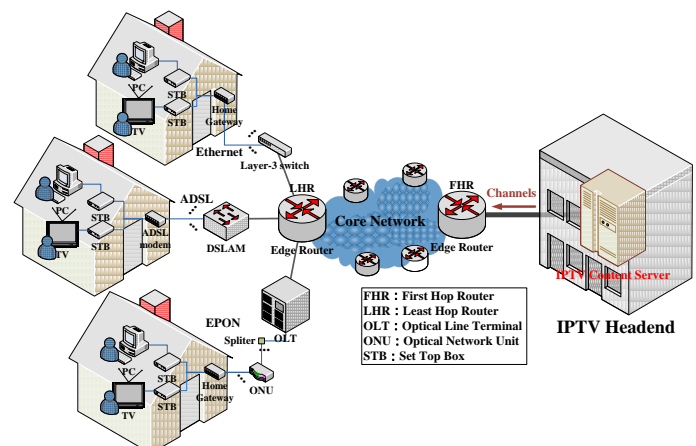 PC
STB
TV
STB
Home
Gateway
Ethernet
Layer-3 switch
ADSL
PC
STB
TV
STB
ADSL
modem
DSLAM
LHR
Edge Router
Core Network
FHR
Edge Router
Channels
IPTV Content Server
IPTV Headend
EPON
Spliter
OLT
PC
STB
TV
STB
Home
Gateway
ONU
FHR：First Hop Router
LHR：Least Hop Router
OLT：Optical Line Terminal
ONU：Optical Network Unit
STB：Set Top Box